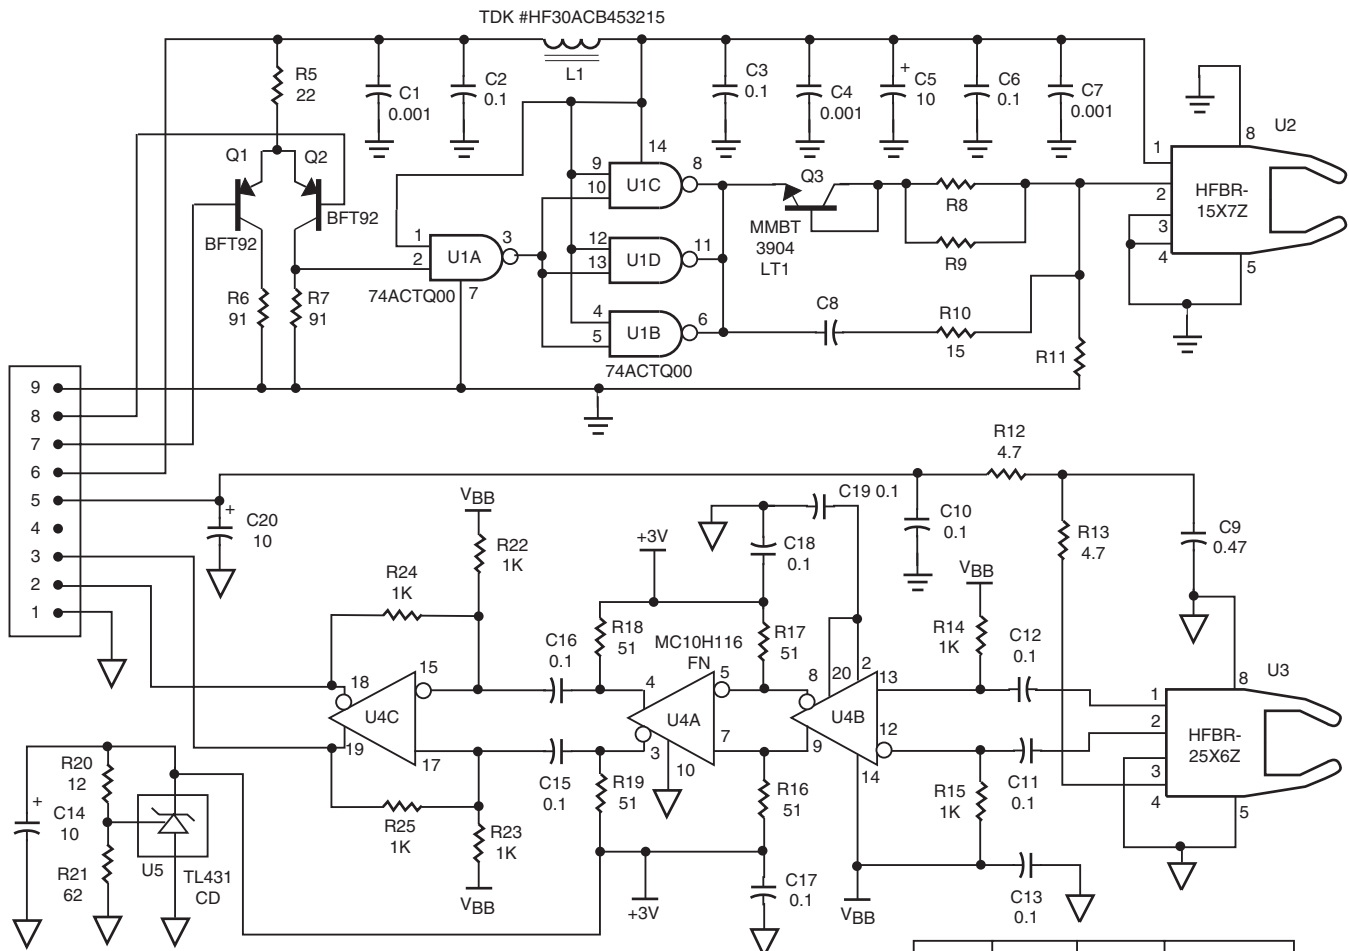 TDK #HF30ACB453215
L1
R5
22
C1
0.001
C2
0.1
C3
0.1
C4
0.001
+
C5
10
C6
0.1
C7
0.001
8
U2
1
2
3
4
5
HFBR-
15X7Z
Q1
Q2
BFT92
BFT92
14
9
10
U1C
8
Q3
MMBT
3904
LT1
R8
R9
1
2
U1A
3
7
74ACTQ00
12
13
U1D
11
4
5
U1B
6
74ACTQ00
C8
R10
15
R11
R6
91
R7
91
9
8
7
6
5
4
3
2
1
R12
4.7
+
C20
10
VBB
R22
1K
C19 0.1
C10
0.1
R13
4.7
C9
0.47
+3V
C18
0.1
VBB
R24
1K
R18
51
MC10H116
FN
R17
51
R14
1K
C12
0.1
C16
0.1
18
15
U4C
19
17
4
5
U4A
3
7
10
8
20
2
13
U4B
12
9
14
8
U3
1
2
3
4
5
HFBR-
25X6Z
C15
0.1
R19
51
R16
51
R15
1K
C11
0.1
R25
1K
R23
1K
VBB
R20
12
+
C14
10
R21
62
U5
TL431
CD
+3V
C17
0.1
VBB
C13
0.1